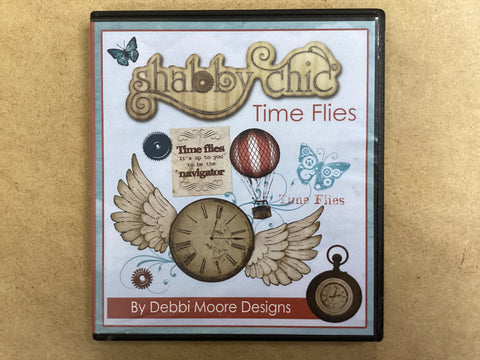 shabby chic
Time Flies
Time flies
it's up to you
to be the
navigator
Time Flies
By Debbi Moore Designs